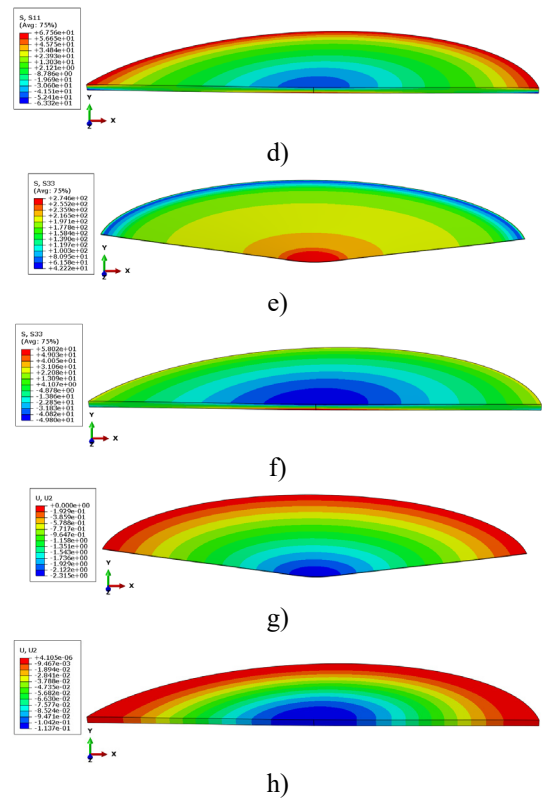 S, S11
(Avg: 75%)
+6.756e+01
+5.665e+01
+4.575e+01
+3.484e+01
+2.393e+01
+1.303e+01
+2.121e+00
-8.786e+00
-1.969e+01
-3.060e+01
-4.151e+01
-5.241e+01
-6.332e+01
Y
X
Z
d)
S, S33
(Avg: 75%)
+2.746e+02
+2.552e+02
+2.359e+02
+2.165e+02
+1.971e+02
+1.778e+02
+1.584e+02
+1.390e+02
+1.197e+02
+1.003e+02
+8.095e+01
+6.158e+01
+4.222e+01
Y
X
Z
e)
S, S33
(Avg: 75%)
+5.802e+01
+4.903e+01
+4.005e+01
+3.106e+01
+2.208e+01
+1.309e+01
+4.107e+00
-4.878e+00
-1.386e+01
-2.285e+01
-3.183e+01
-4.082e+01
-4.980e+01
Y
X
Z
f)
U, U2
+0.000e+00
-1.929e-01
-3.859e-01
-5.788e-01
-7.717e-01
-9.647e-01
-1.158e+00
-1.351e+00
-1.543e+00
-1.736e+00
-1.929e+00
-2.122e+00
-2.315e+00
Y
X
Z
g)
U, U2
+4.105e-06
-9.467e-03
-1.894e-02
-2.841e-02
-3.788e-02
-4.735e-02
-5.682e-02
-6.630e-02
-7.577e-02
-8.524e-02
-9.471e-02
-1.042e-01
-1.137e-01
Y
X
Z
h)